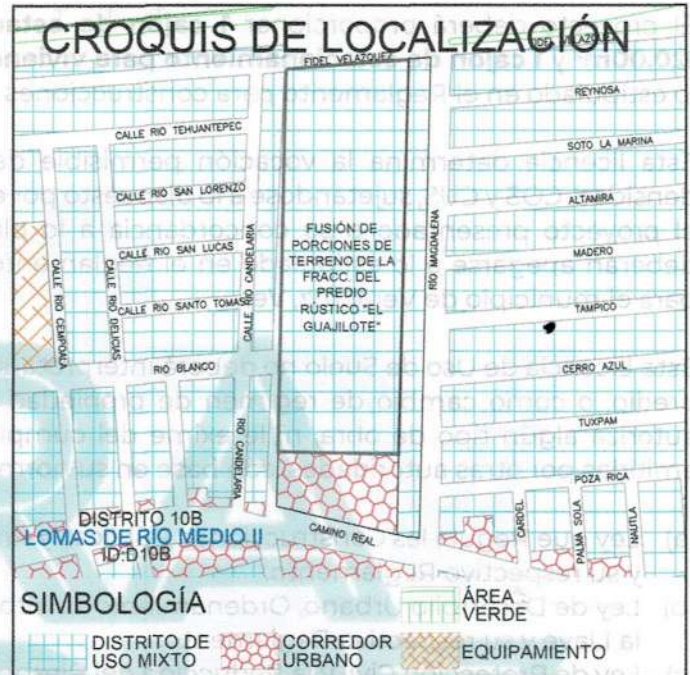 CROQUIS DE LOCALIZACIÓN
FIDEL VELAZQUEZ
FIDEL VELAZQUEZ
REYNOSA
CALLE RIO TEHUANTEPEC
SOTO LA MARINA
CALLE RIO SAN LORENZO
ALTAMIRA
FUSIÓN DE
PORCIONES DE
TERRENO DE LA
FRACC. DEL
PREDIO
RÚSTICO "EL
GUAJILOTE"
CALLE RIO CANDELARIA
RÍO MAGDALENA
CALLE RIO SAN LUCAS
MADERO
CALLE RIO CEMPOALA
CALLE RIO DELICIAS
CALLE RIO SANTO TOMAS
TAMPICO
RIO BLANCO
CERRO AZUL
RIO CANDELARIA
TUXPAM
POZA RICA
CARDEL
PALMA SOLA
NAUTLA
CAMINO REAL
DISTRITO 10B
LOMAS DE RÍO MEDIO II
ID:D19B
SIMBOLOGÍA
ÁREA
VERDE
DISTRITO DE
USO MIXTO
CORREDOR
URBANO
EQUIPAMIENTO